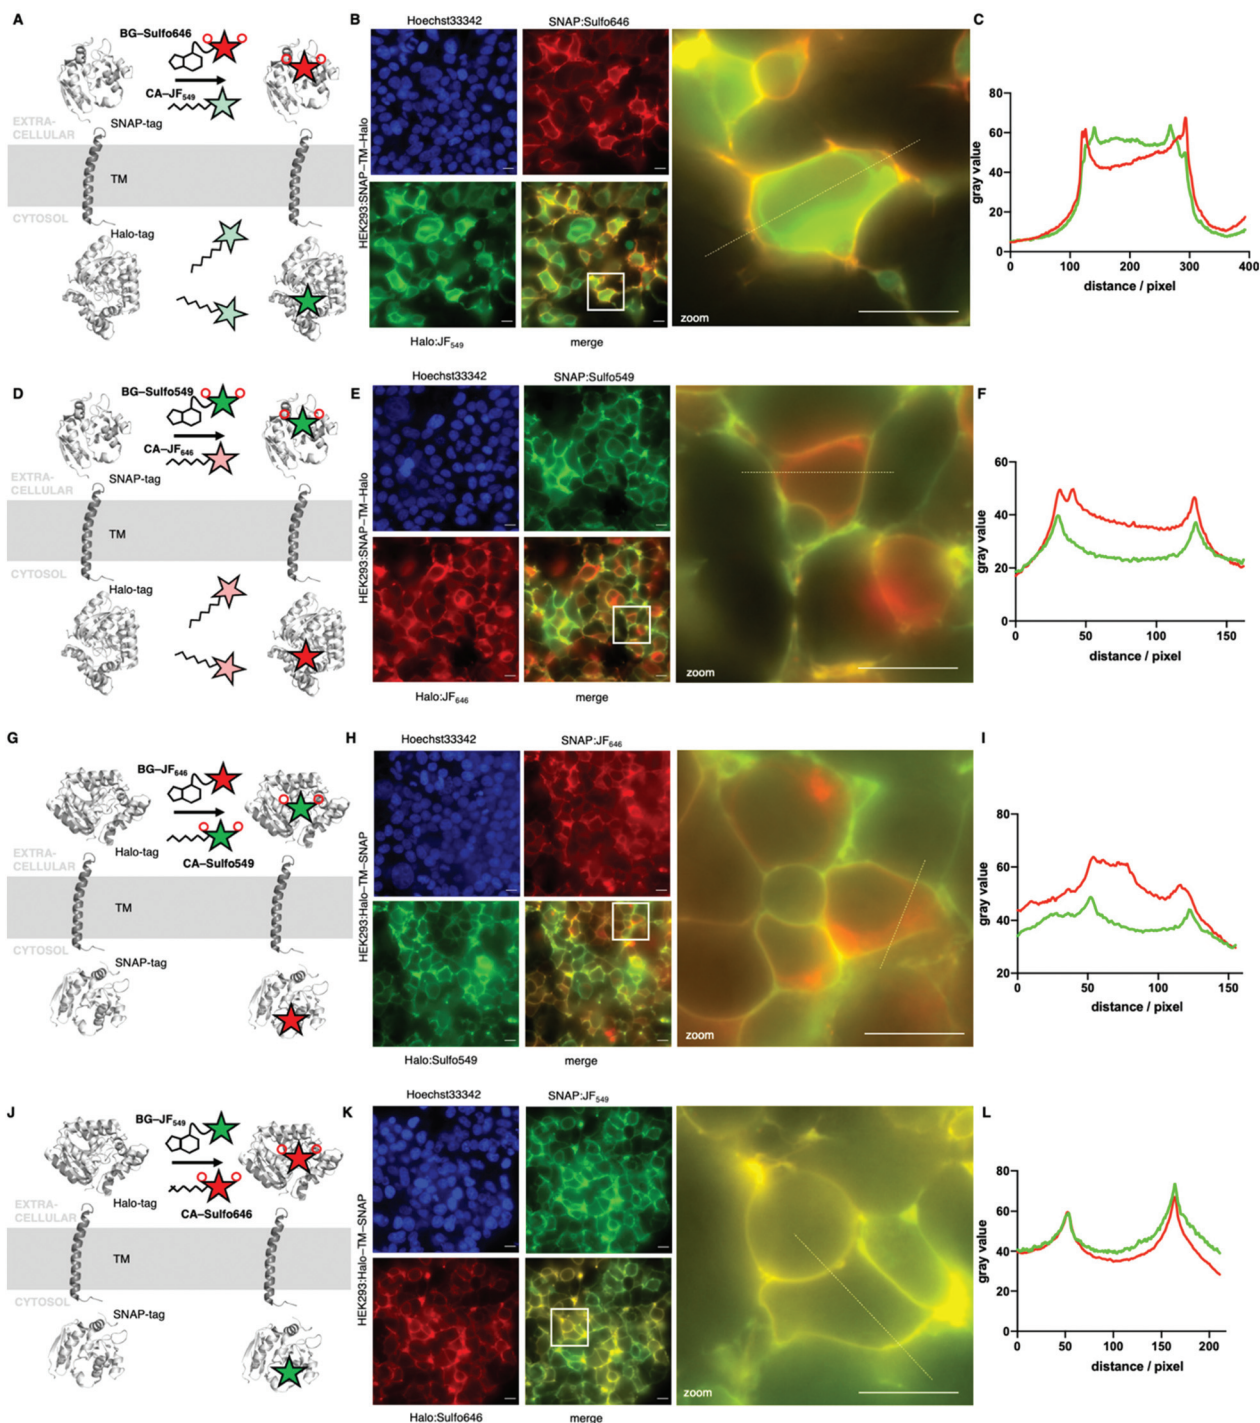 A
BG–Sulfo646
CA–JF549
EXTRA-
CELLULAR
SNAP-tag
TM
CYTOSOL
Halo-tag
B
Hoechst33342
SNAP:Sulfo646
HEK293:SNAP–TM–Halo
Halo:JF549
merge
zoom
C
80
60
40
20
0
gray value
0 100 200 300 400
distance / pixel
D
BG–Sulfo549
CA–JF646
EXTRA-
CELLULAR
SNAP-tag
TM
CYTOSOL
Halo-tag
E
Hoechst33342
SNAP:Sulfo549
HEK293:SNAP–TM–Halo
Halo:JF646
merge
zoom
F
60
40
20
0
gray value
0 50 100 150
distance / pixel
G
BG–JF646
CA–Sulfo549
Halo-tag
EXTRA-
CELLULAR
TM
CYTOSOL
SNAP-tag
H
Hoechst33342
SNAP:JF646
HEK293:Halo–TM–SNAP
Halo:Sulfo549
merge
zoom
I
80
60
40
20
gray value
0 50 100 150
distance / pixel
J
BG–JF549
CA–Sulfo646
Halo-tag
EXTRA-
CELLULAR
TM
CYTOSOL
SNAP-tag
K
Hoechst33342
SNAP:JF549
HEK293:Halo–TM–SNAP
Halo:Sulfo646
merge
zoom
L
80
60
40
20
0
gray value
0 50 100 150 200
distance / pixel